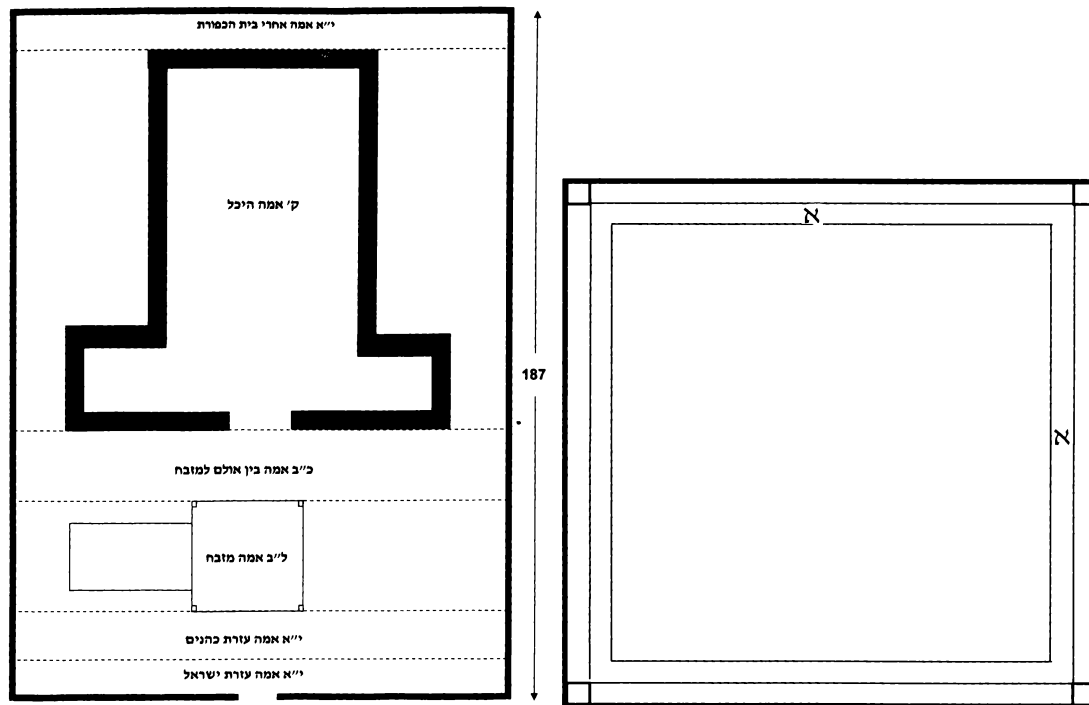 י״א אמה אחרי בית הכפורת
ק׳ אמה היכל
187
כ״ב אמה בין אולם למזבח
ל״ב אמה מזבח
י״א אמה עזרת כהנים
י״א אמה עזרת ישראל
א
א